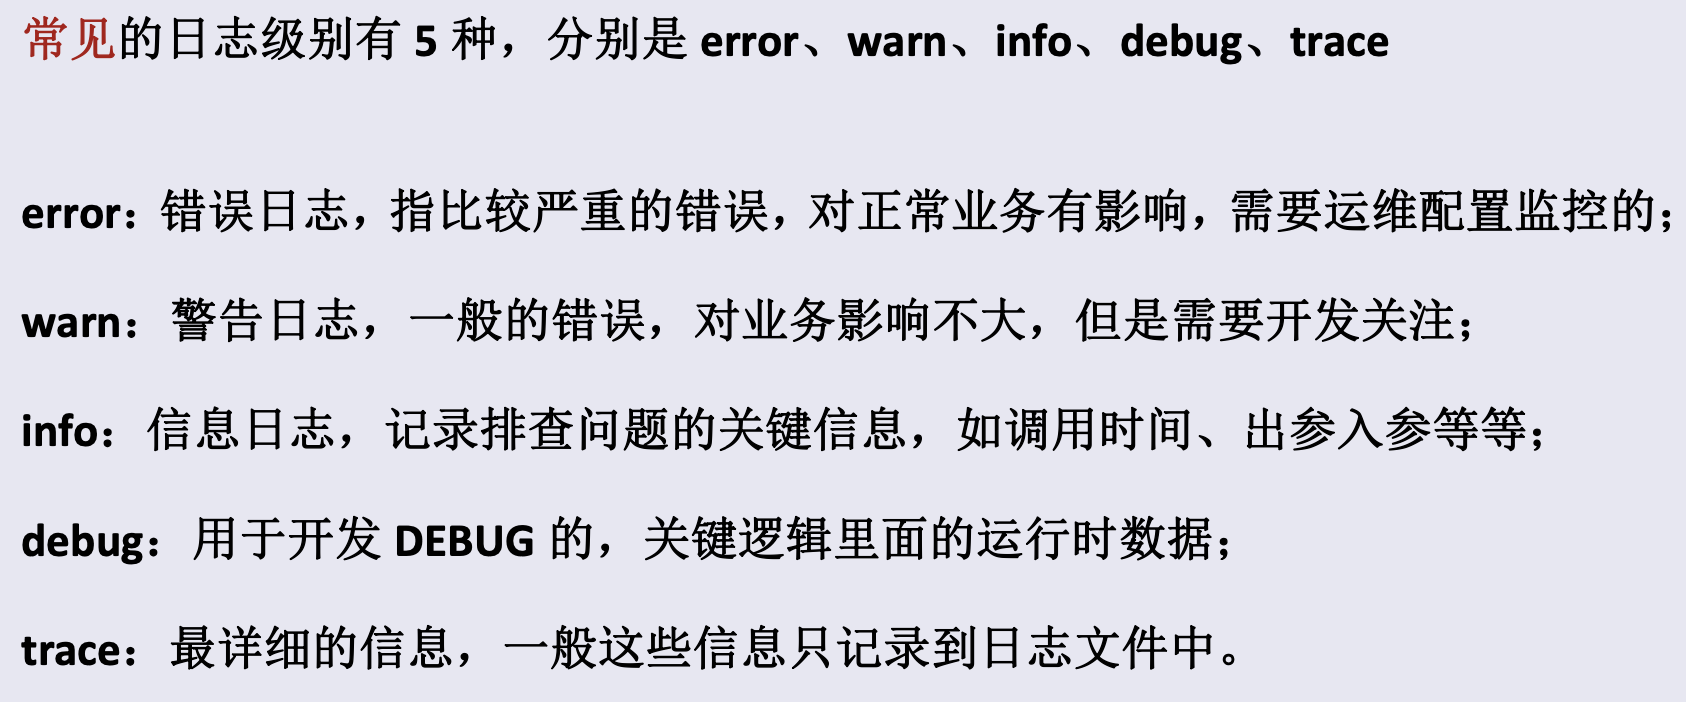 常见的日志级别有 5 种，分别是 error、warn、info、debug、trace
error：错误日志，指比较严重的错误，对正常业务有影响，需要运维配置监控的；
warn：警告日志，一般的错误，对业务影响不大，但是需要开发关注；
info：信息日志，记录排查问题的关键信息，如调用时间、出参入参等等；
debug：用于开发 DEBUG 的，关键逻辑里面的运行时数据；
trace：最详细的信息，一般这些信息只记录到日志文件中。